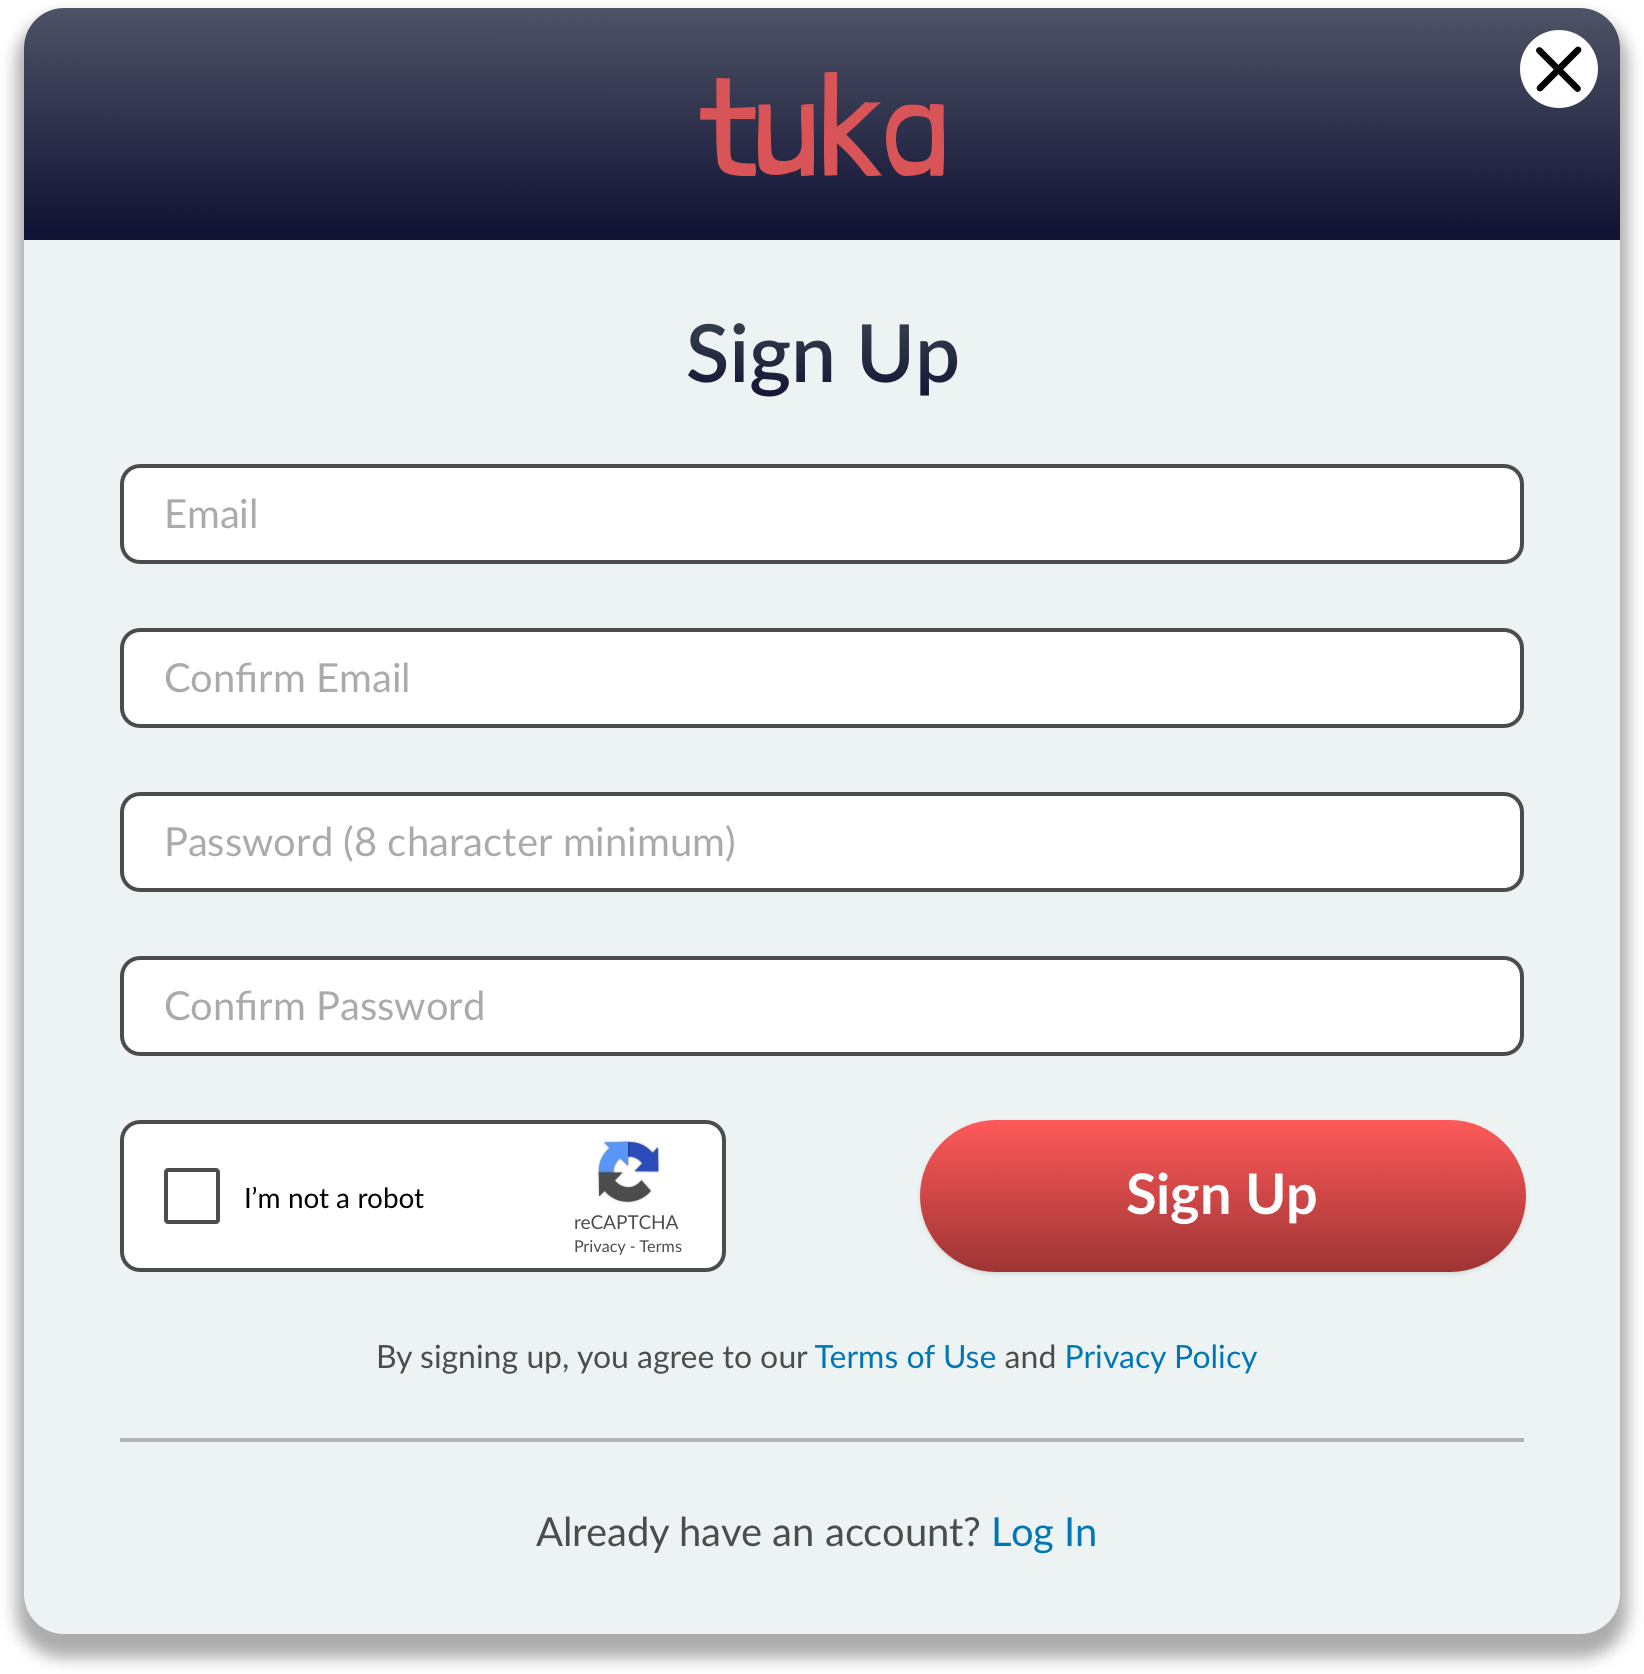 tuka
Sign Up
Email
Confirm Email
Password (8 character minimum)
Confirm Password
I’m not a robot
reCAPTCHA
Privacy - Terms
Sign Up
By signing up, you agree to our Terms of Use and Privacy Policy
Already have an account? Log In